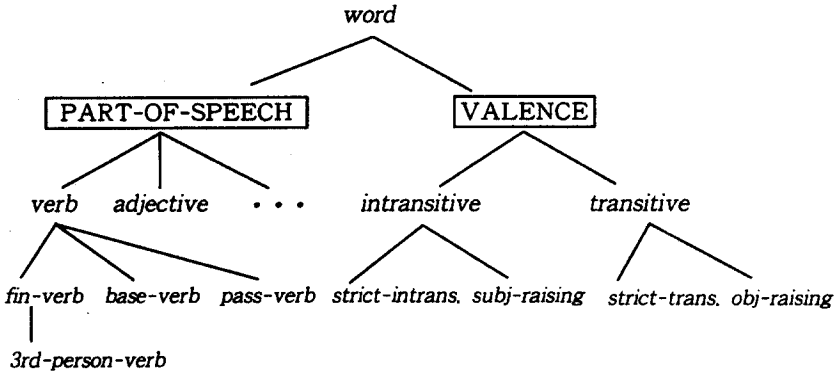 word
PART-OF-SPEECH VALENCE
verb adjective . . . intransitive transitive
fin-verb base-verb pass-verb strict-intrans. subj-raising strict-trans. obj-raising
3rd-person-verb